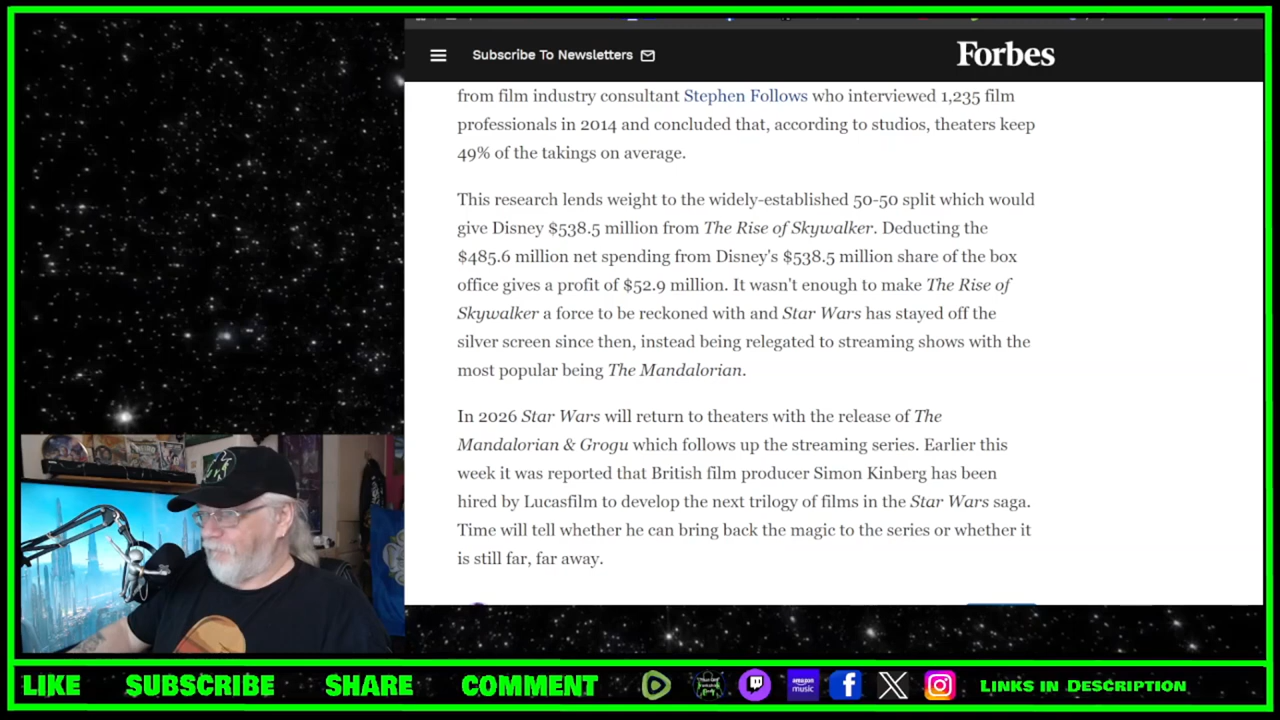 Subscribe To Newsletters
Forbes
from film industry consultant Stephen Follows who interviewed 1,235 film
professionals in 2014 and concluded that, according to studios, theaters keep
49% of the takings on average.
This research lends weight to the widely-established 50-50 split which would
give Disney $538.5 million from The Rise of Skywalker. Deducting the
$485.6 million net spending from Disney's $538.5 million share of the box
office gives a profit of $52.9 million. It wasn't enough to make The Rise of
Skywalker a force to be reckoned with and Star Wars has stayed off the
silver screen since then, instead being relegated to streaming shows with the
most popular being The Mandalorian.
In 2026 Star Wars will return to theaters with the release of The
Mandalorian & Grogu which follows up the streaming series. Earlier this
week it was reported that British film producer Simon Kinberg has been
hired by Lucasfilm to develop the next trilogy of films in the Star Wars saga.
Time will tell whether he can bring back the magic to the series or whether it
is still far, far away.
LIKE SUBSCRIBE SHARE COMMENT amazon music LINKS IN DESCRIPTION